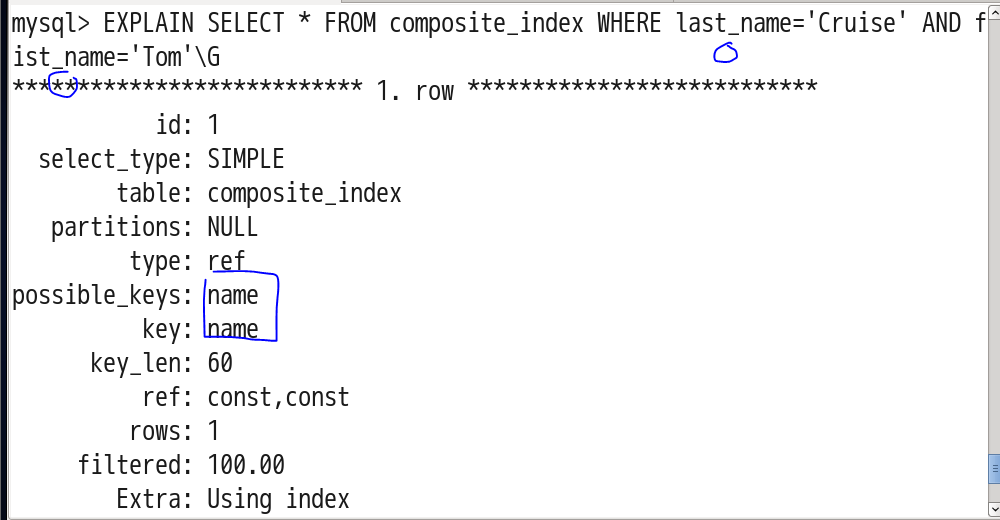 mysql> EXPLAIN SELECT * FROM composite_index WHERE last_name='Cruise' AND f
ist_name='Tom'\G
*************************** 1. row ***************************
id: 1
select_type: SIMPLE
table: composite_index
partitions: NULL
type: ref
possible_keys: name
key: name
key_len: 60
ref: const,const
rows: 1
filtered: 100.00
Extra: Using index